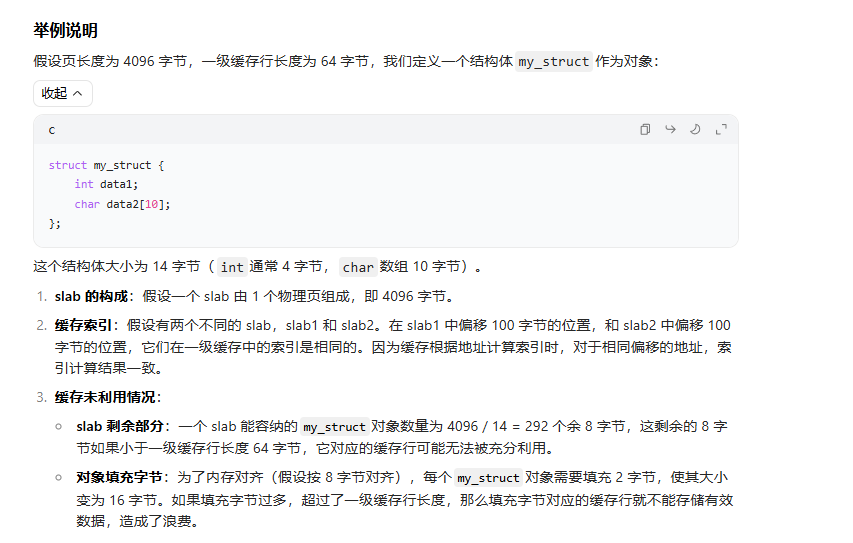 举例说明
假设页长度为 4096 字节，一级缓存行长度为 64 字节，我们定义一个结构体 my_struct 作为对象：
收起
c
struct my_struct {
    int data1;
    char data2[10];
};
这个结构体大小为 14 字节（ int 通常 4 字节， char 数组 10 字节）。
1. slab 的构成：假设一个 slab 由 1 个物理页组成，即 4096 字节。
2. 缓存索引：假设有两个不同的 slab，slab1 和 slab2。在 slab1 中偏移 100 字节的位置，和 slab2 中偏移 100
字节的位置，它们在一级缓存中的索引是相同的。因为缓存根据地址计算索引时，对于相同偏移的地址，索
引计算结果一致。
3. 缓存未利用情况：
◦ slab 剩余部分：一个 slab 能容纳的 my_struct 对象数量为 4096 / 14 = 292 个余 8 字节，这剩余的 8 字
节如果小于一级缓存行长度 64 字节，它对应的缓存行可能无法被充分利用。
◦ 对象填充字节：为了内存对齐（假设按 8 字节对齐），每个 my_struct 对象需要填充 2 字节，使其大小
变为 16 字节。如果填充字节过多，超过了一级缓存行长度，那么填充字节对应的缓存行就不能存储有效
数据，造成了浪费。